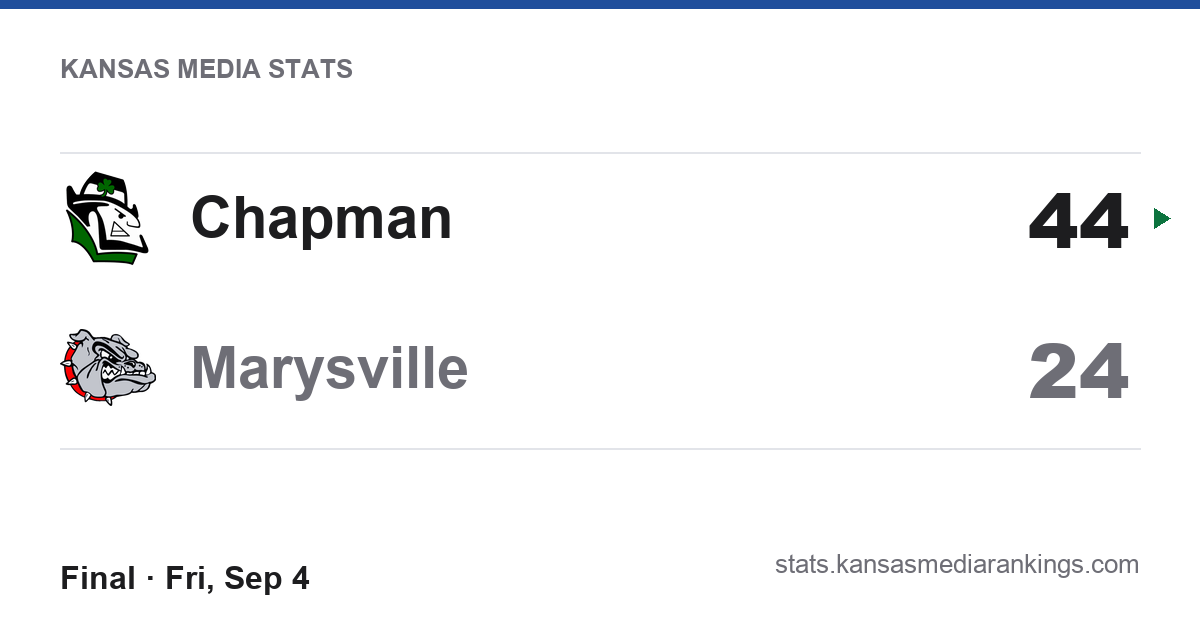 KANSAS MEDIA STATS
Chapman 44
Marysville 24
Final · Fri, Sep 4
stats.kansasmediarankings.com